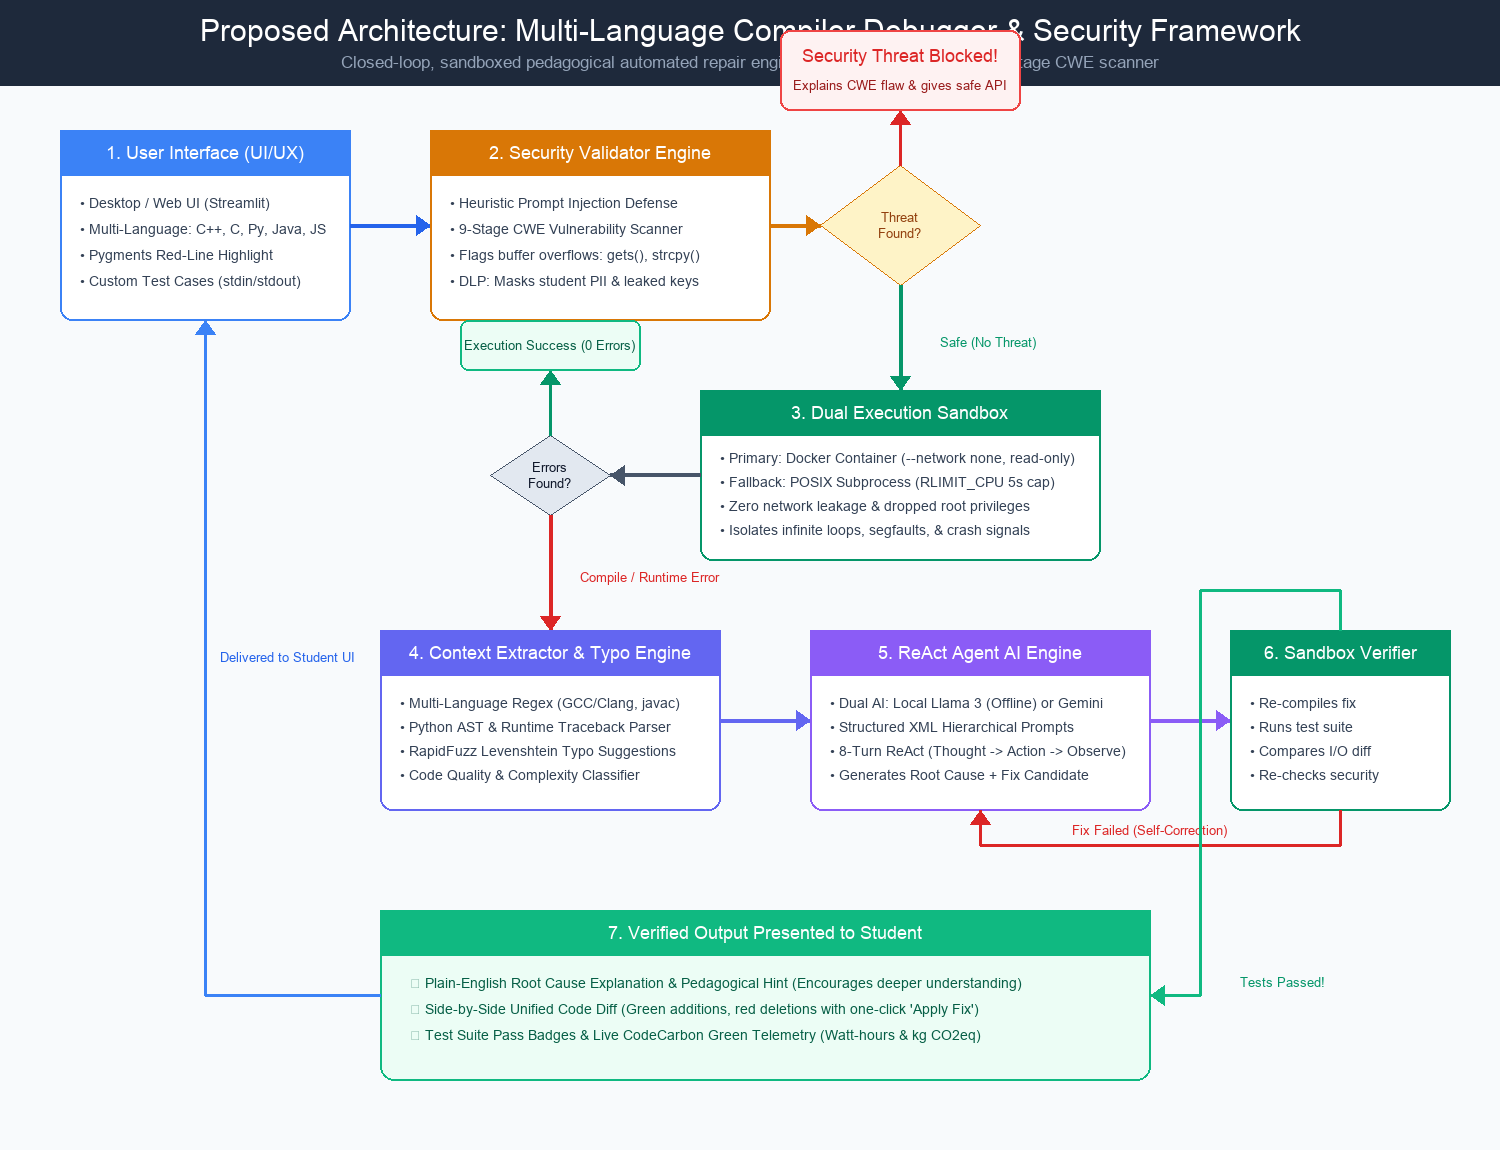 Proposed Architecture: Multi-Language Compiler Debugger & Security Framework
Closed-loop, sandboxed pedagogical automated repair tage CWE scanner
Security Threat Blocked!
Explains CWE flaw & gives safe API
1. User Interface (UI/UX)
• Desktop / Web UI (Streamlit)
• Multi-Language: C++, C, Py, Java, JS
• Pygments Red-Line Highlight
• Custom Test Cases (stdin/stdout)
2. Security Validator Engine
• Heuristic Prompt Injection Defense
• 9-Stage CWE Vulnerability Scanner
• Flags buffer overflows: gets(), strcpy()
• DLP: Masks student PII & leaked keys
Threat
Found?
Safe (No Threat)
Execution Success (0 Errors)
3. Dual Execution Sandbox
• Primary: Docker Container (--network none, read-only)
• Fallback: POSIX Subprocess (RLIMIT_CPU 5s cap)
• Zero network leakage & dropped root privileges
• Isolates infinite loops, segfaults, & crash signals
Errors
Found?
Compile / Runtime Error
Delivered to Student UI
4. Context Extractor & Typo Engine
• Multi-Language Regex (GCC/Clang, javac)
• Python AST & Runtime Traceback Parser
• RapidFuzz Levenshtein Typo Suggestions
• Code Quality & Complexity Classifier
5. ReAct Agent AI Engine
• Dual AI: Local Llama 3 (Offline) or Gemini
• Structured XML Hierarchical Prompts
• 8-Turn ReAct (Thought -> Action -> Observe)
• Generates Root Cause + Fix Candidate
6. Sandbox Verifier
• Re-compiles fix
• Runs test suite
• Compares I/O diff
• Re-checks security
Fix Failed (Self-Correction)
7. Verified Output Presented to Student
Plain-English Root Cause Explanation & Pedagogical Hint (Encourages deeper understanding)
Side-by-Side Unified Code Diff (Green additions, red deletions with one-click 'Apply Fix')
Test Suite Pass Badges & Live CodeCarbon Green Telemetry (Watt-hours & kg CO2eq)
Tests Passed!